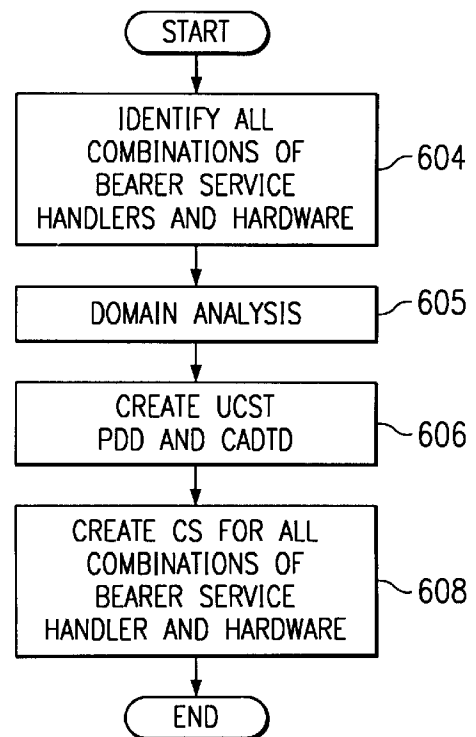 START
IDENTIFY ALL
COMBINATIONS OF
BEARER SERVICE
HANDLERS AND HARDWARE
604
DOMAIN ANALYSIS
605
CREATE UCST
PDD AND CADTD
606
CREATE CS FOR ALL
COMBINATIONS OF
BEARER SERVICE
HANDLER AND HARDWARE
608
END